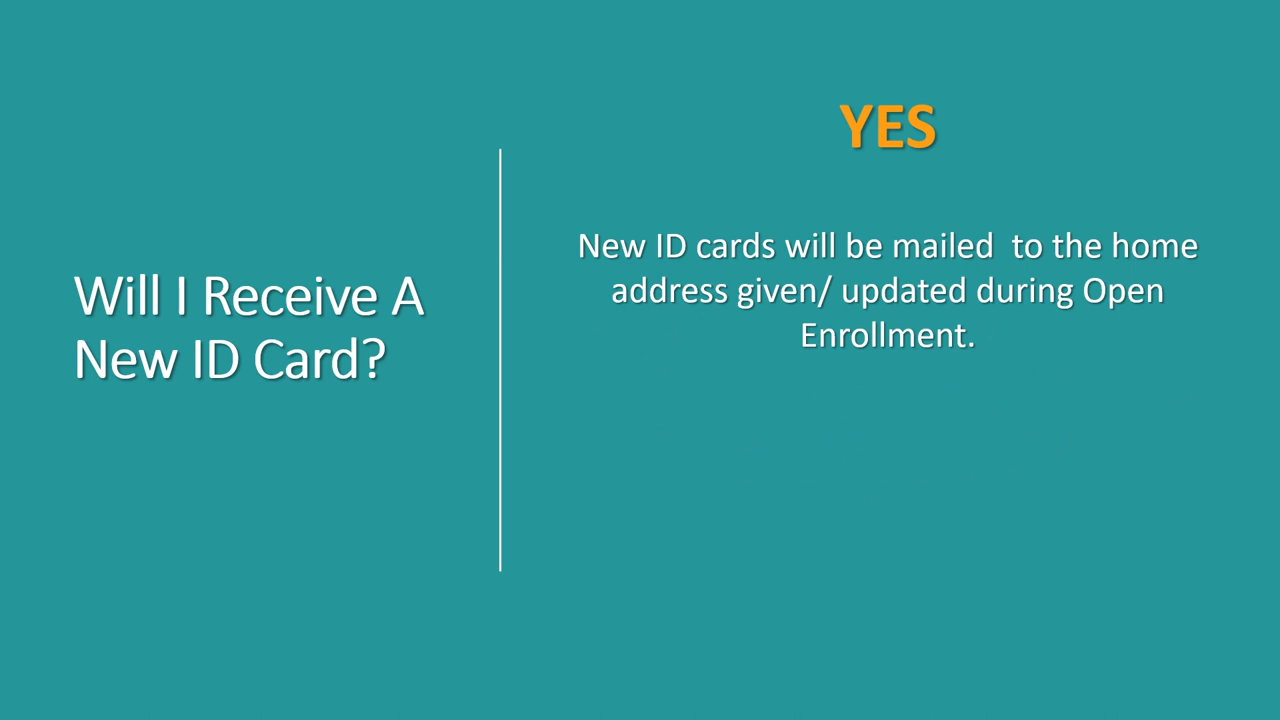 Will I Receive A
New ID Card?
YES
New ID cards will be mailed  to the home
address given/ updated during Open
Enrollment.